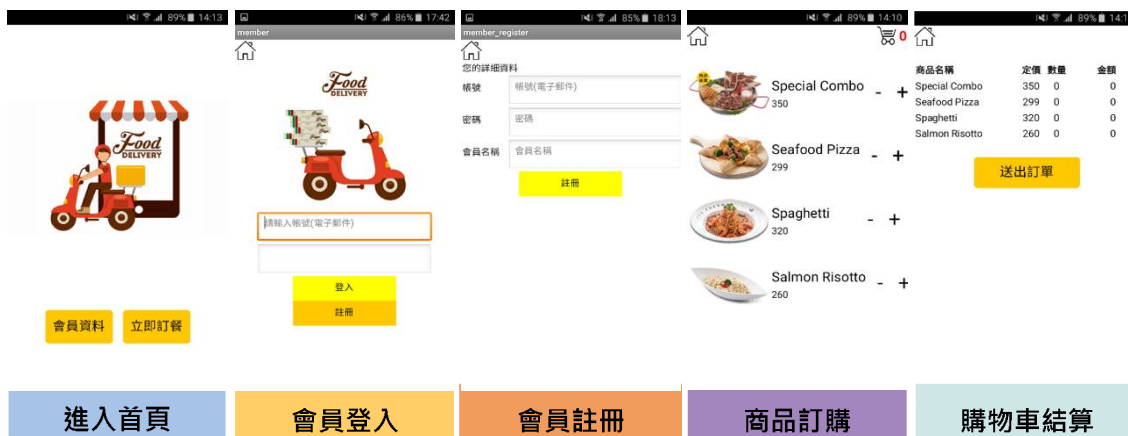 89% 14:13
Food
DELIVERY
會員資料
立即訂餐
進入首頁
86% 17:42
member
Food
DELIVERY
請輸入帳號(電子郵件)
登入
註冊
會員登入
85% 18:13
member_register
您的詳細資料
帳號 帳號(電子郵件)
密碼 密碼
會員名稱 會員名稱
註冊
會員註冊
89% 14:10
0
Special Combo - +
350
Seafood Pizza - +
299
Spaghetti - +
320
Salmon Risotto - +
260
商品訂購
89% 14:1
商品名稱 定價 數量 金額
Special Combo 350 0 0
Seafood Pizza 299 0 0
Spaghetti 320 0 0
Salmon Risotto 260 0 0
送出訂單
購物車結算